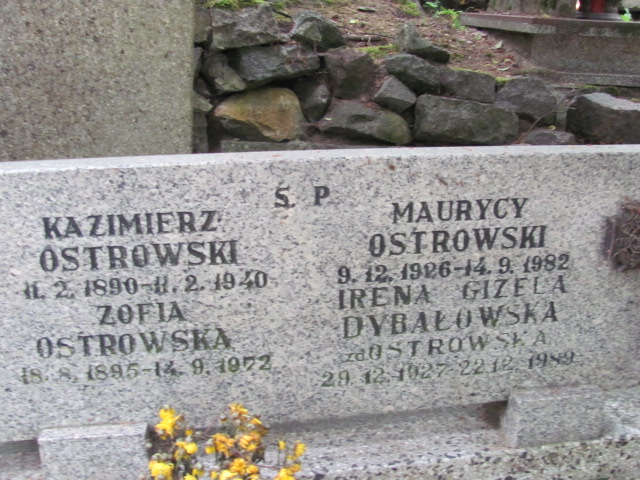 Ś. P
KAZIMIERZ
OSTROWSKI
11. 2. 1890-11. 2. 1940
ZOFIA
OSTROWSKA
18. 8. 1895-14. 9. 1972
MAURYCY
OSTROWSKI
9. 12. 1926-14. 9. 1982
IRENA GIZELA
DYBAŁOWSKA
zd OSTROWSKA
29. 12. 1927-22.12. 1989